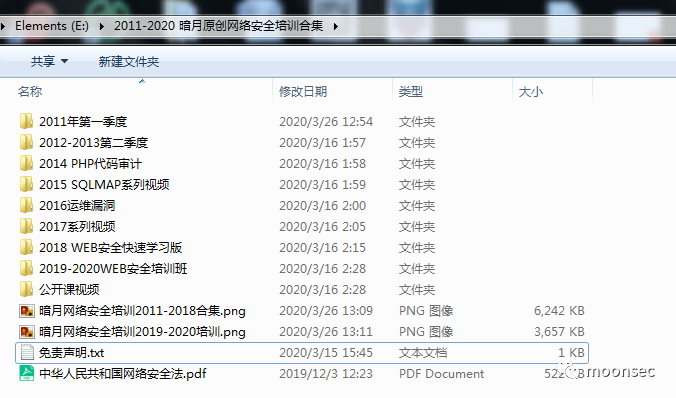 Elements (E:) 2011-2020 暗月原创网络安全培训合集
共享 新建文件夹
名称 修改日期 类型 大小
2011年第一季度 2020/3/26 12:54 文件夹
2012-2013第二季度 2020/3/16 1:57 文件夹
2014 PHP代码审计 2020/3/16 1:58 文件夹
2015 SQLMAP系列视频 2020/3/16 1:59 文件夹
2016运维漏洞 2020/3/16 2:00 文件夹
2017系列视频 2020/3/16 2:05 文件夹
2018 WEB安全快速学习版 2020/3/16 2:15 文件夹
2019-2020WEB安全培训班 2020/3/16 2:28 文件夹
公开课视频 2020/3/16 2:28 文件夹
暗月网络安全培训2011-2018合集.png 2020/3/26 13:09 PNG 图像 6,242 KB
暗月网络安全培训2019-2020培训.png 2020/3/26 13:11 PNG 图像 3,657 KB
免责声明.txt 2020/3/15 15:45 文本文档 1 KB
中华人民共和国网络安全法.pdf 2019/12/3 12:23 PDF Document 522 KB
moonsec